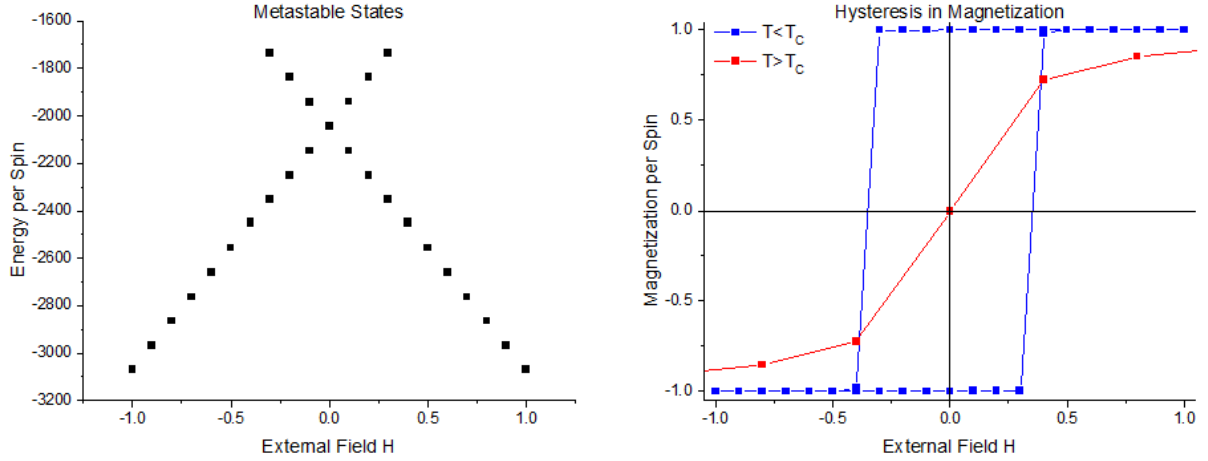 Metastable States
-1600
-1800
-2000
-2200
-2400
-2600
-2800
-3000
-3200
Energy per Spin
-1.0 -0.5 0.0 0.5 1.0
External Field H
Hysteresis in Magnetization
T<T_C
T>T_C
1.0
0.5
0.0
-0.5
-1.0
Magnetization per Spin
-1.0 -0.5 0.0 0.5 1.0
External Field H